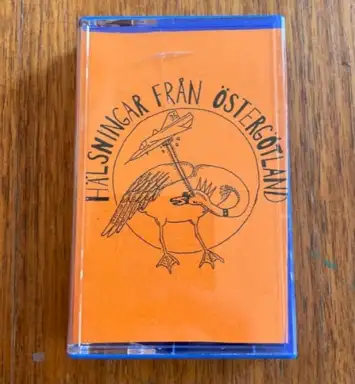 HÄLSNINGAR FRÅN ÖSTERGÖTLAND